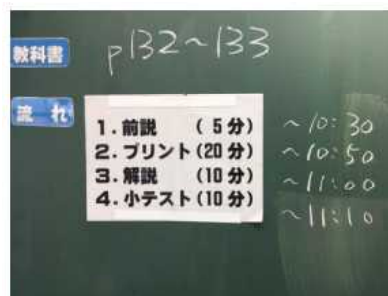 教科書 p132~133
流れ
1.前説 (5分) ~10:30
2.プリント(20分) ~10:50
3.解説 (10分) ~11:00
4.小テスト(10分) ~11:10